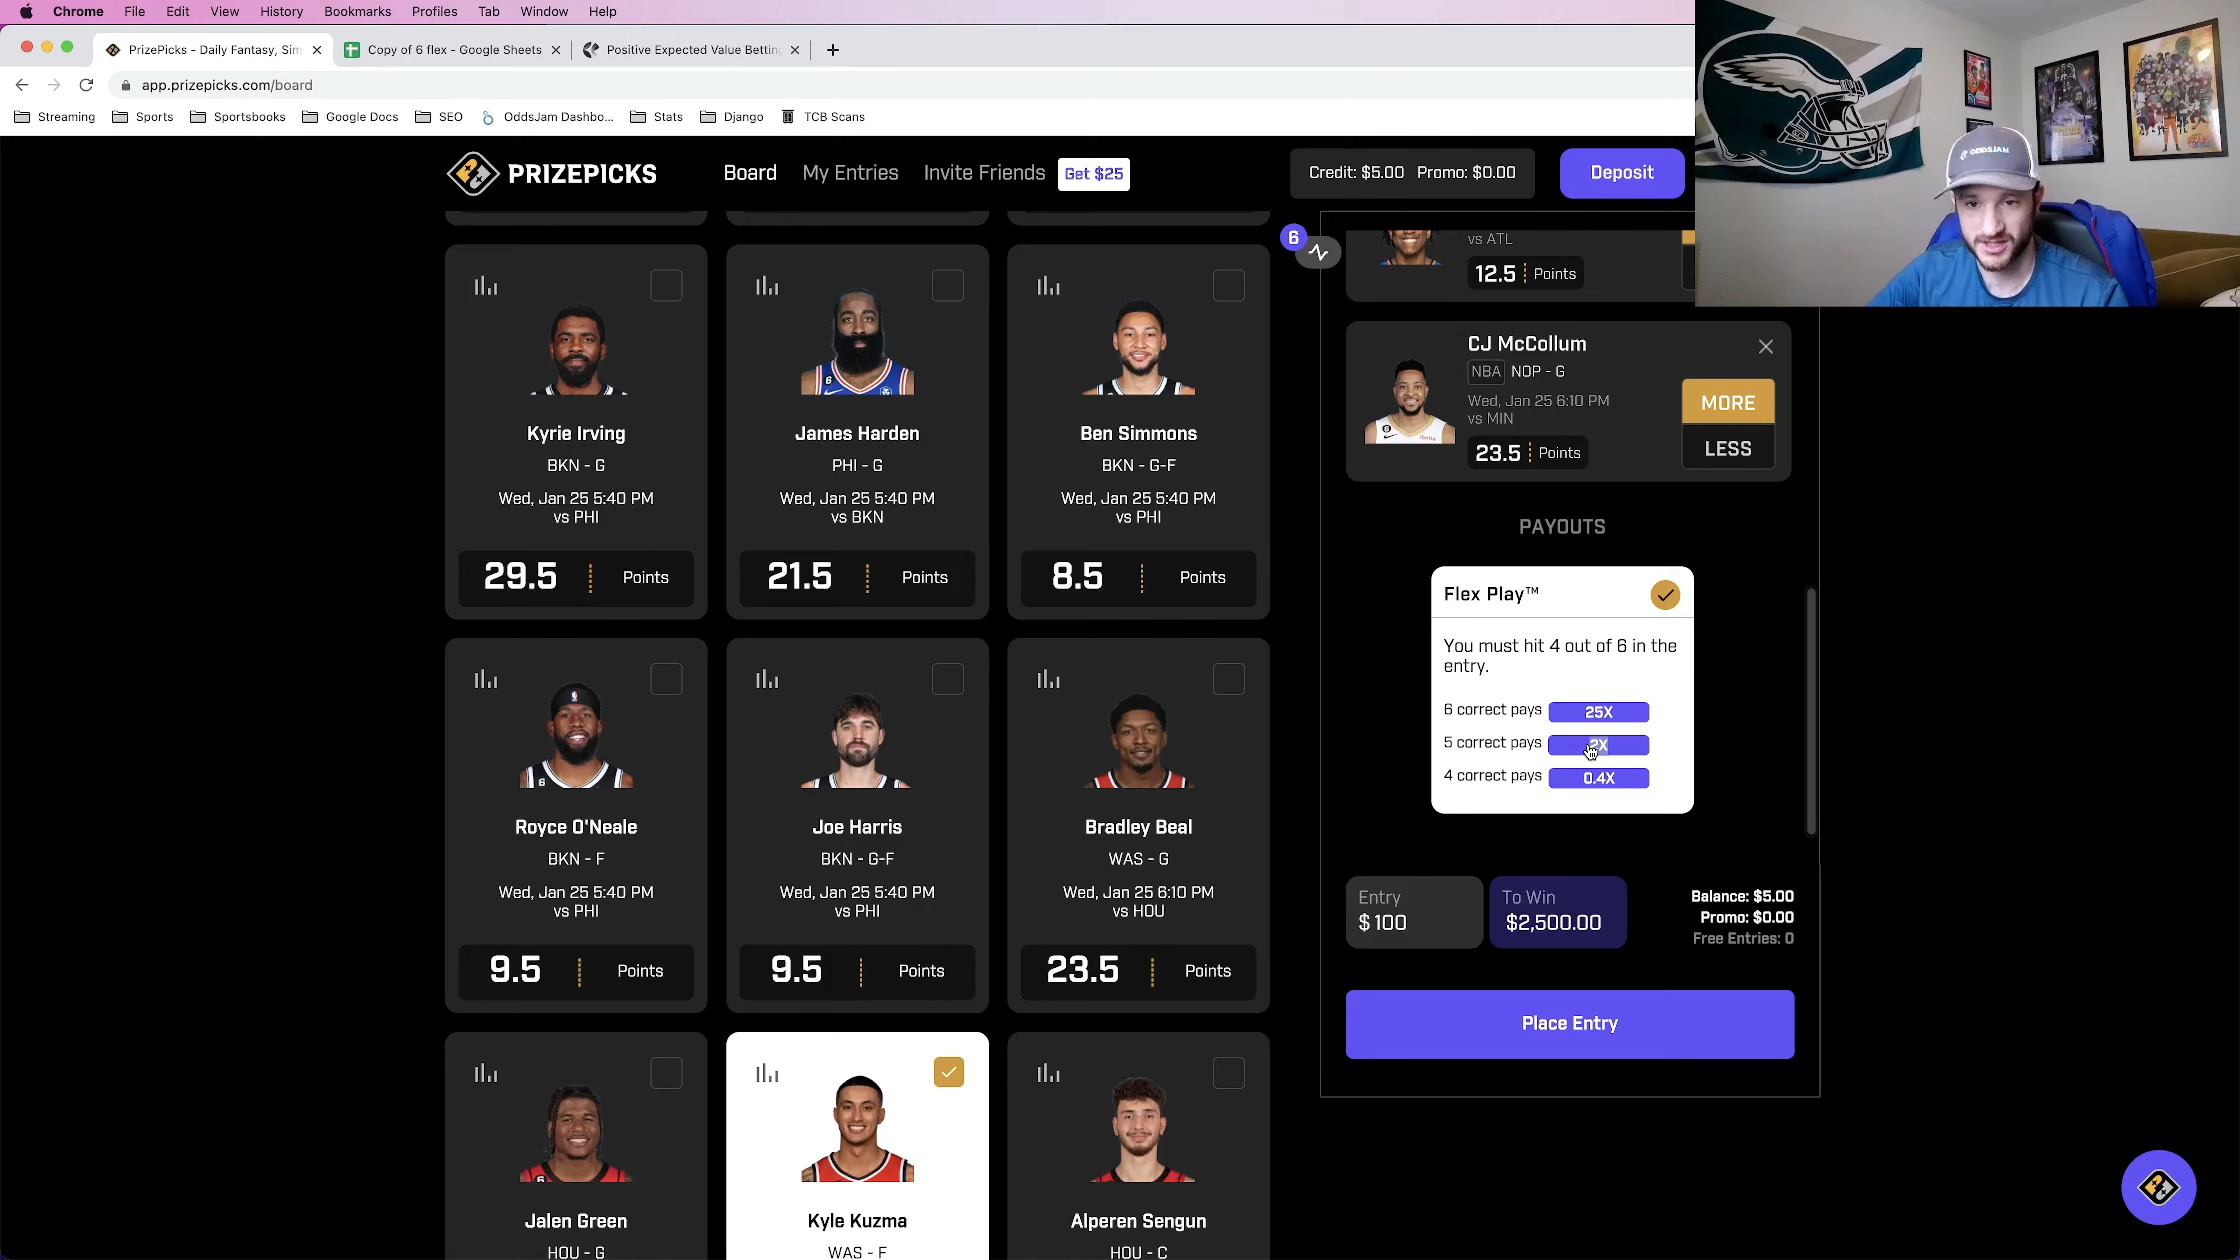 Chrome File Edit View History Bookmarks Profiles Tab Window Help
PrizePicks - Daily Fantasy, Sim
Copy of 6 flex - Google Sheets
Positive Expected Value Betting
app.prizepicks.com/board
Streaming Sports Sportsbooks Google Docs SEO OddsJam Dashbo... Stats Django TCB Scans
PRIZEPICKS
Board My Entries Invite Friends Get $25
Credit: $5.00 Promo: $0.00
Deposit
ODDSJAM
6
vs ATL
12.5 Points
CJ McCollum
NBA NOP - G
Wed, Jan 25 6:10 PM
vs MIN
23.5 Points
MORE
LESS
Kyrie Irving
BKN - G
Wed, Jan 25 5:40 PM
vs PHI
29.5 Points
James Harden
PHI - G
Wed, Jan 25 5:40 PM
vs BKN
21.5 Points
Ben Simmons
BKN - G-F
Wed, Jan 25 5:40 PM
vs PHI
8.5 Points
Royce O'Neale
BKN - F
Wed, Jan 25 5:40 PM
vs PHI
9.5 Points
Joe Harris
BKN - G-F
Wed, Jan 25 5:40 PM
vs PHI
9.5 Points
Bradley Beal
WAS - G
Wed, Jan 25 6:10 PM
vs HOU
23.5 Points
Jalen Green
HOU - G
Kyle Kuzma
WAS - F
Alperen Sengun
HOU - C
PAYOUTS
Flex Play™
You must hit 4 out of 6 in the
entry.
6 correct pays 25X
5 correct pays 2X
4 correct pays 0.4X
Entry
$ 100
To Win
$2,500.00
Balance: $5.00
Promo: $0.00
Free Entries: 0
Place Entry